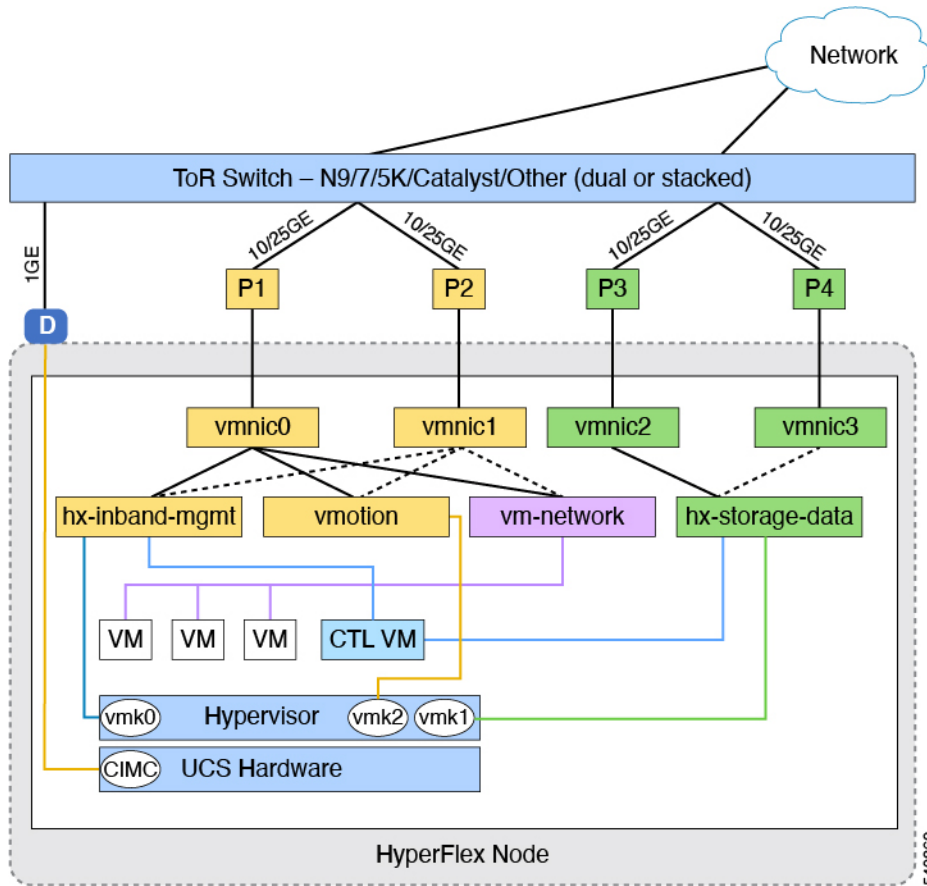 Network
ToR Switch – N9/7/5K/Catalyst/Other (dual or stacked)
1GE
10/25GE
10/25GE
10/25GE
10/25GE
P1
P2
P3
P4
D
vmnic0
vmnic1
vmnic2
vmnic3
hx-inband-mgmt
vmotion
vm-network
hx-storage-data
VM
VM
VM
CTL VM
vmk0
Hypervisor
vmk2
vmk1
CIMC
UCS Hardware
HyperFlex Node